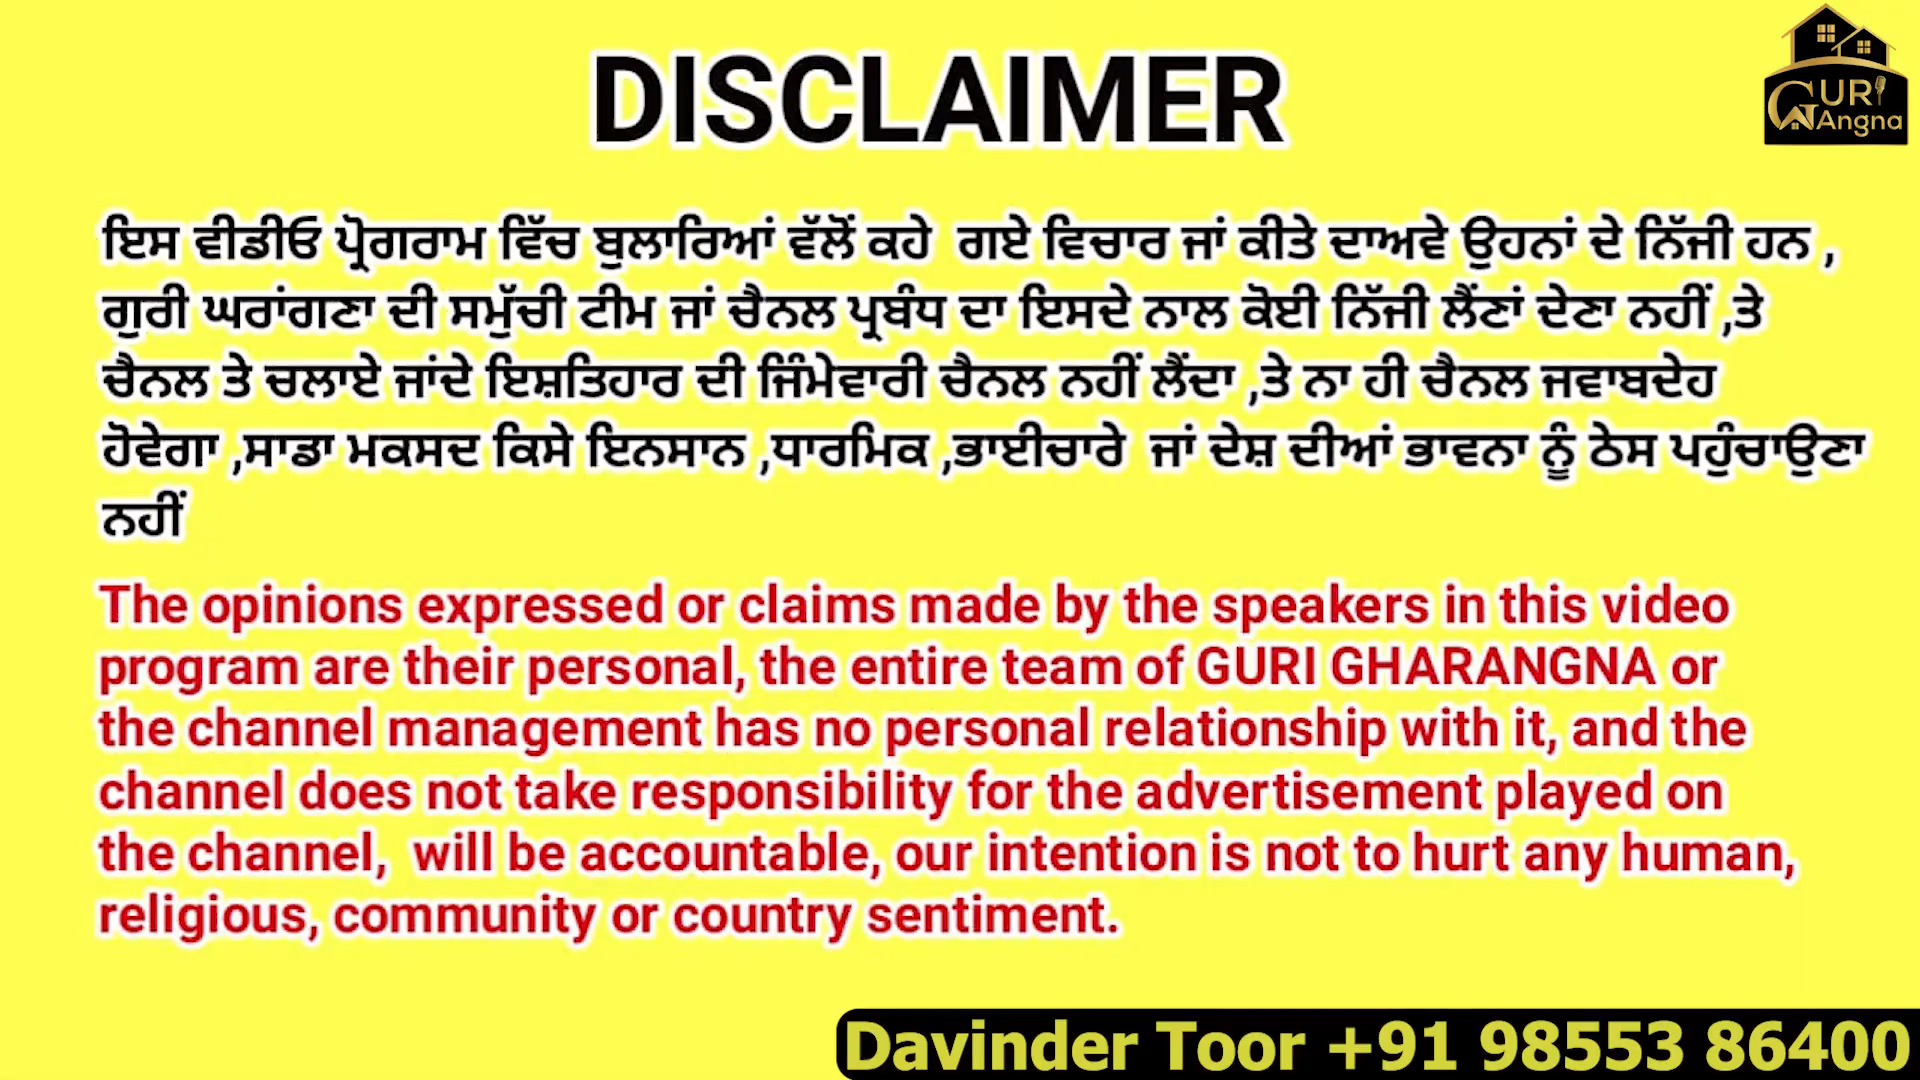 GURI
Angna
DISCLAIMER
ਇਸ ਵੀਡੀਓ ਪ੍ਰੋਗਰਾਮ ਵਿੱਚ ਬੁਲਾਰਿਆਂ ਵੱਲੋਂ ਕਹੇ  ਗਏ ਵਿਚਾਰ ਜਾਂ ਕੀਤੇ ਦਾਅਵੇ ਉਹਨਾਂ ਦੇ ਨਿੱਜੀ ਹਨ ,
ਗੁਰੀ ਘਰਾਂਗਣਾ ਦੀ ਸਮੁੱਚੀ ਟੀਮ ਜਾਂ ਚੈਨਲ ਪ੍ਰਬੰਧ ਦਾ ਇਸਦੇ ਨਾਲ ਕੋਈ ਨਿੱਜੀ ਲੈਂਣਾਂ ਦੇਣਾ ਨਹੀਂ ,ਤੇ
ਚੈਨਲ ਤੇ ਚਲਾਏ ਜਾਂਦੇ ਇਸ਼ਤਿਹਾਰ ਦੀ ਜਿੰਮੇਵਾਰੀ ਚੈਨਲ ਨਹੀਂ ਲੈਂਦਾ ,ਤੇ ਨਾ ਹੀ ਚੈਨਲ ਜਵਾਬਦੇਹ
ਹੋਵੇਗਾ ,ਸਾਡਾ ਮਕਸਦ ਕਿਸੇ ਇਨਸਾਨ ,ਧਾਰਮਿਕ ,ਭਾਈਚਾਰੇ  ਜਾਂ ਦੇਸ਼ ਦੀਆਂ ਭਾਵਨਾ ਨੂੰ ਠੇਸ ਪਹੁੰਚਾਉਣਾ
ਨਹੀਂ
The opinions expressed or claims made by the speakers in this video
program are their personal, the entire team of GURI GHARANGNA or
the channel management has no personal relationship with it, and the
channel does not take responsibility for the advertisement played on
the channel,  will be accountable, our intention is not to hurt any human,
religious, community or country sentiment.
Davinder Toor +91 98553 86400